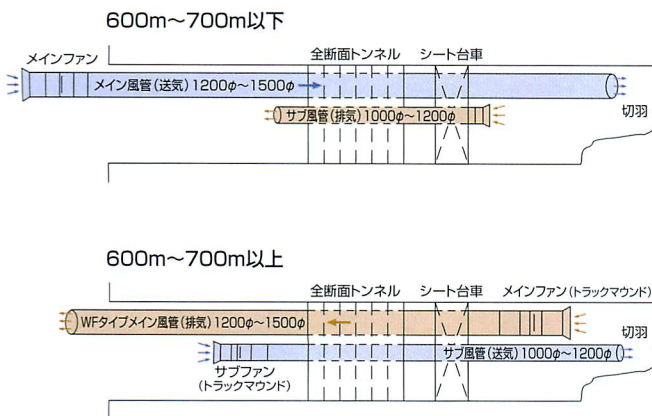 600m～700m以下
メインファン
全断面トンネル
シート台車
メイン風管(送気)1200φ～1500φ
サブ風管(排気)1000φ～1200φ
切羽
600m～700m以上
全断面トンネル
シート台車
メインファン(トラックマウンド)
WFタイプメイン風管(排気)1200φ～1500φ
切羽
サブ風管(送気)1000φ～1200φ
サブファン
(トラックマウンド)